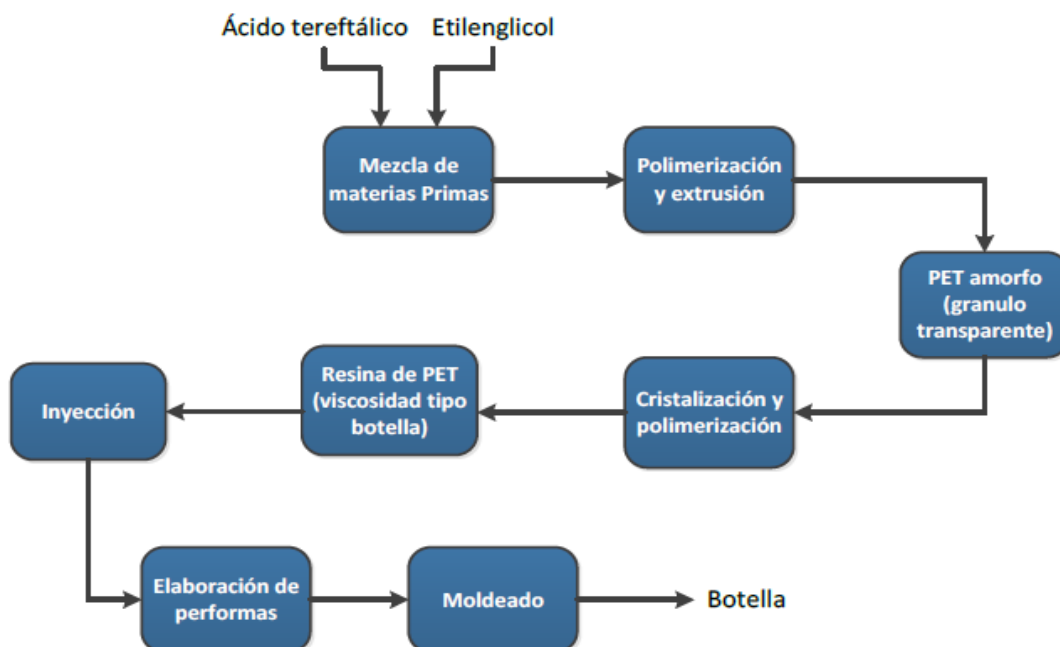 Ácido tereftálico
Etilenglicol
Mezcla de
materias Primas
Polimerización
y extrusión
PET amorfo
(granulo
transparente)
Cristalización y
polimerización
Resina de PET
(viscosidad tipo
botella)
Inyección
Elaboración de
performas
Moldeado
Botella